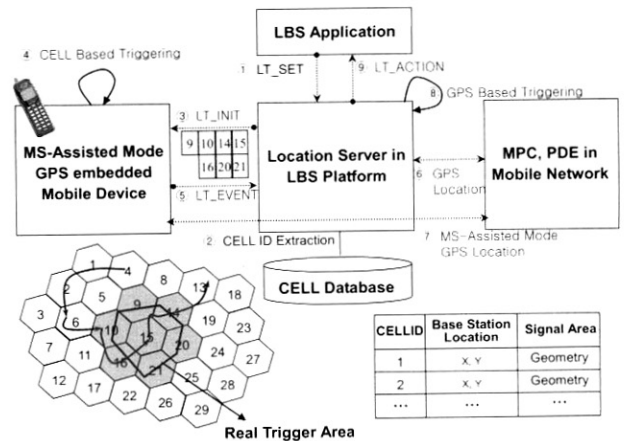 LBS Application
④ CELL Based Triggering
① LT_SET
⑨ LT_ACTION
⑧ GPS Based Triggering
③ LT_INIT
9 10 14 15
16 20 21
MS-Assisted Mode
GPS embedded
Mobile Device
Location Server in
LBS Platform
MPC, PDE in
Mobile Network
⑥ GPS
Location
⑤ LT_EVENT
② CELL ID Extraction
⑦ MS-Assisted Mode
GPS Location
CELL Database
1
4
8
13
18
2
5
9
14
19
23
3
6
10
15
20
24
27
7
11
16
21
25
28
12
17
22
26
29
Real Trigger Area
CELLID Base Station Location Signal Area
1 X, Y Geometry
2 X, Y Geometry
... ... ...